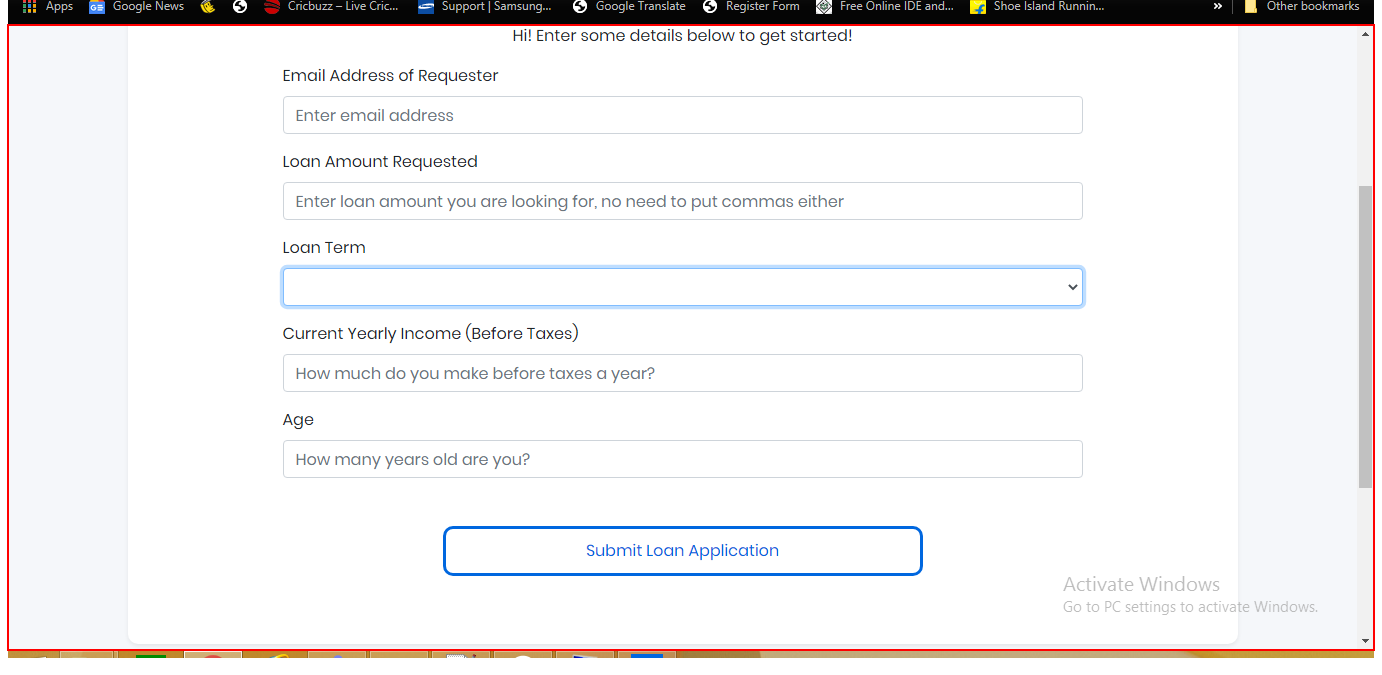 Apps Google News Cricbuzz – Live Cric... Support | Samsung... Google Translate Register Form Free Online IDE and... Shoe Island Runnin... » Other bookmarks
Hi! Enter some details below to get started!
Email Address of Requester
Enter email address
Loan Amount Requested
Enter loan amount you are looking for, no need to put commas either
Loan Term
Current Yearly Income (Before Taxes)
How much do you make before taxes a year?
Age
How many years old are you?
Submit Loan Application
Activate Windows
Go to PC settings to activate Windows.